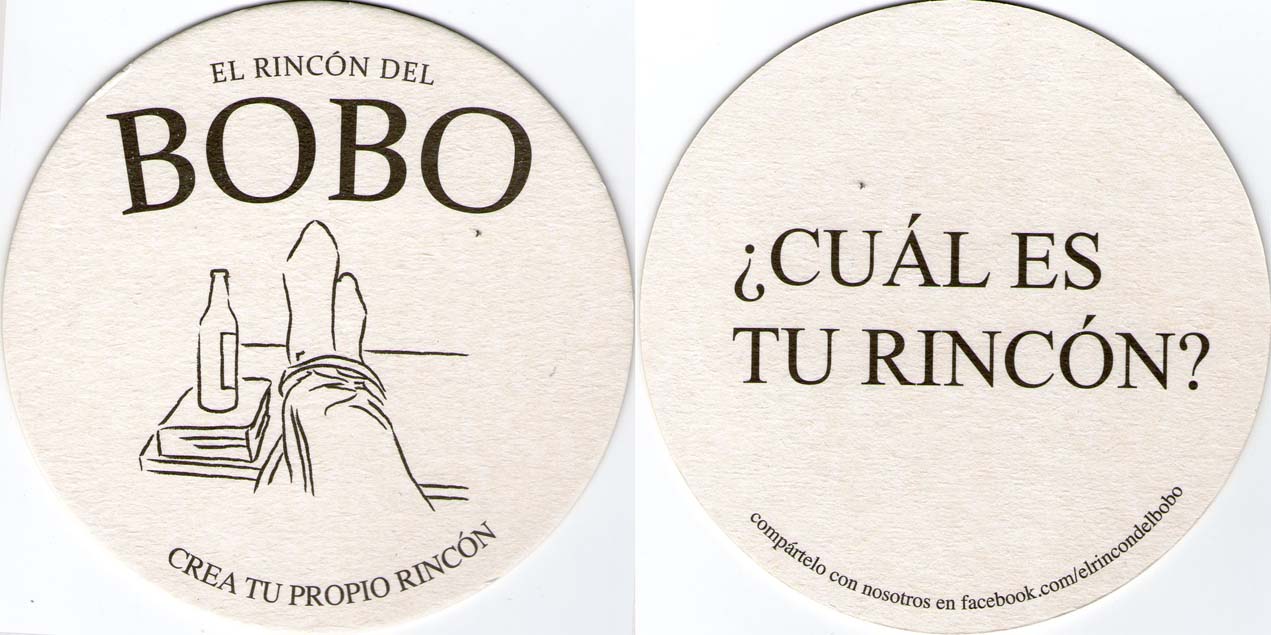 EL RINCÓN DEL
BOBO
CREA TU PROPIO RINCÓN
¿CUÁL ES
TU RINCÓN?
compártelo con nosotros en facebook.com/elrincondelbobo